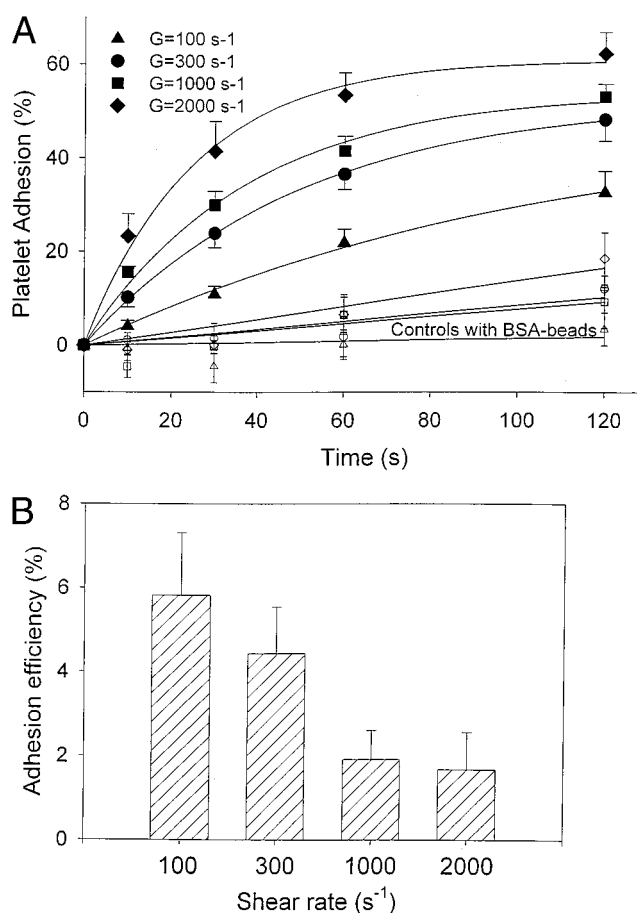 A
G=100 s-1
G=300 s-1
G=1000 s-1
G=2000 s-1
60
40
20
0
Platelet Adhesion (%)
Controls with BSA-beads
0 20 40 60 80 100 120
Time (s)
B
8
6
4
2
0
Adhesion efficiency (%)
100 300 1000 2000
Shear rate (s⁻¹)